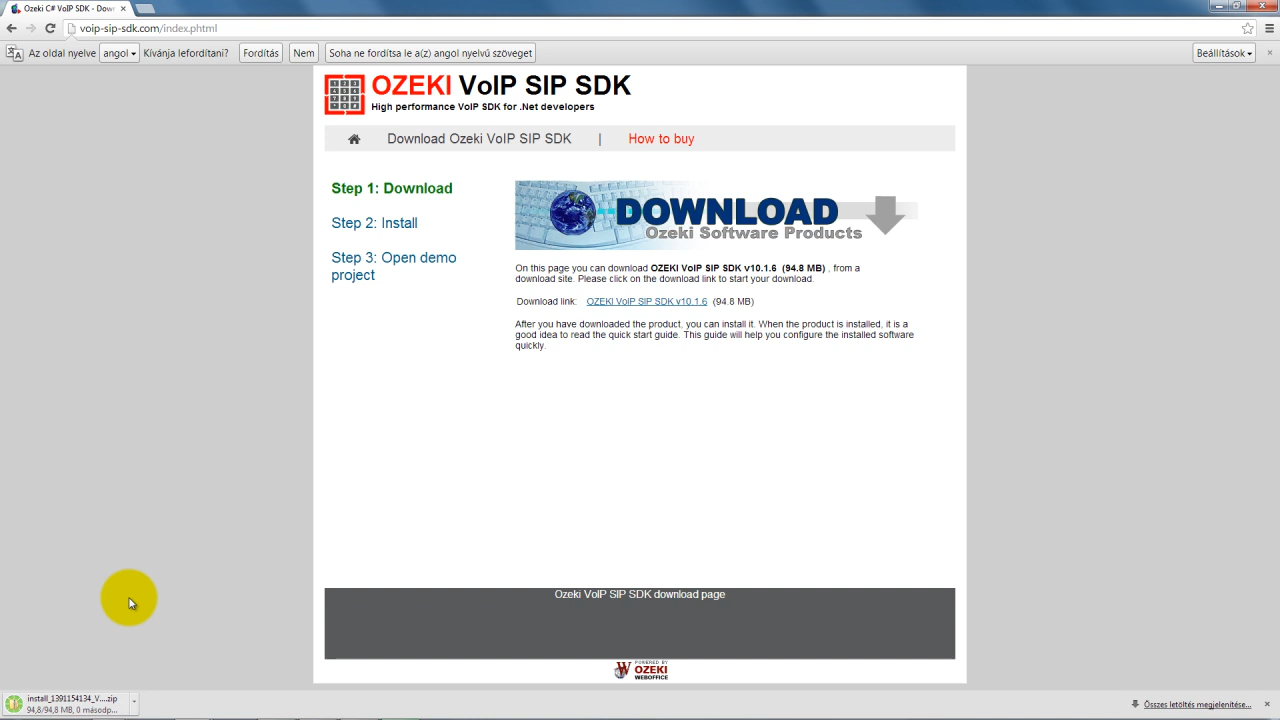 Ozeki C# VoIP SDK - Dow
voip-sip-sdk.com/index.phtml
Az oldal nyelve angol Kívánja lefordítani? Fordítás Nem Soha ne fordítsa le a(z) angol nyelvű szöveget Beállítások
OZEKI VoIP SIP SDK
High performance VoIP SDK for .Net developers
Download Ozeki VoIP SIP SDK | How to buy
Step 1: Download
Step 2: Install
Step 3: Open demo
project
DOWNLOAD
Ozeki Software Products
On this page you can download OZEKI VoIP SIP SDK v10.1.6 (94.8 MB) , from a
download site. Please click on the download link to start your download.
Download link: OZEKI VoIP SIP SDK v10.1.6 (94.8 MB)
After you have downloaded the product, you can install it. When the product is installed, it is a
good idea to read the quick start guide. This guide will help you configure the installed software
quickly.
Ozeki VoIP SIP SDK download page
POWERED BY
OZEKI
WEBOFFICE
install_1391154134_V....zip
94,8/94,8 MB, 0 másodp...
Összes letöltés megjelenítése...